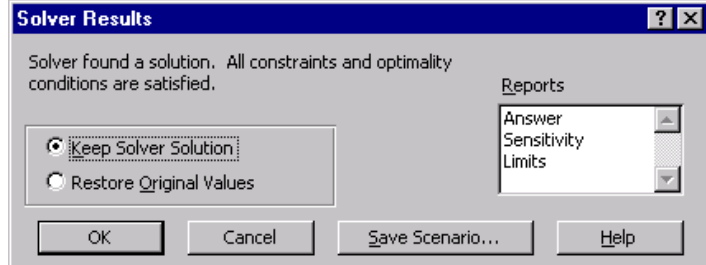 Solver Results
Solver found a solution. All constraints and optimality
conditions are satisfied.
Reports
Answer
Sensitivity
Limits
Keep Solver Solution
Restore Original Values
OK Cancel Save Scenario... Help